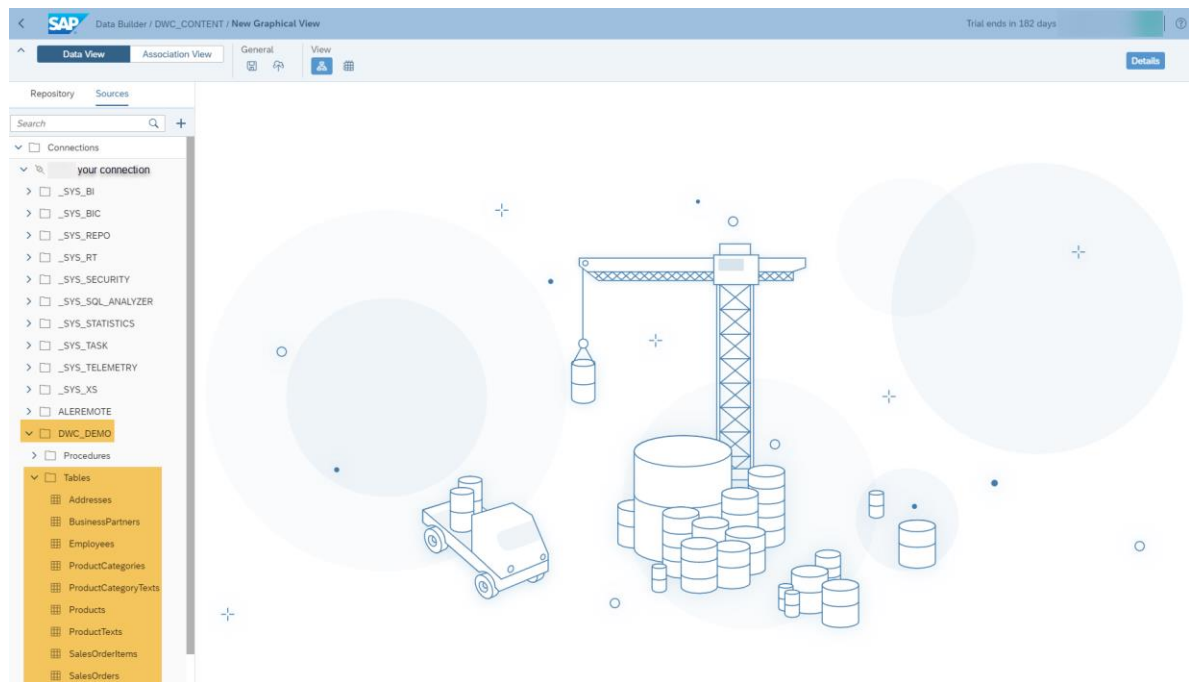 SAP Data Builder / DWC_CONTENT / New Graphical View Trial ends in 182 days
Data View Association View General View
Details
Repository Sources
Search
Connections
your connection
_SYS_BI
_SYS_BIC
_SYS_REPO
_SYS_RT
_SYS_SECURITY
_SYS_SQL_ANALYZER
_SYS_STATISTICS
_SYS_TASK
_SYS_TELEMETRY
_SYS_XS
ALEREMOTE
DWC_DEMO
Procedures
Tables
Addresses
BusinessPartners
Employees
ProductCategories
ProductCategoryTexts
Products
ProductTexts
SalesOrderItems
SalesOrders